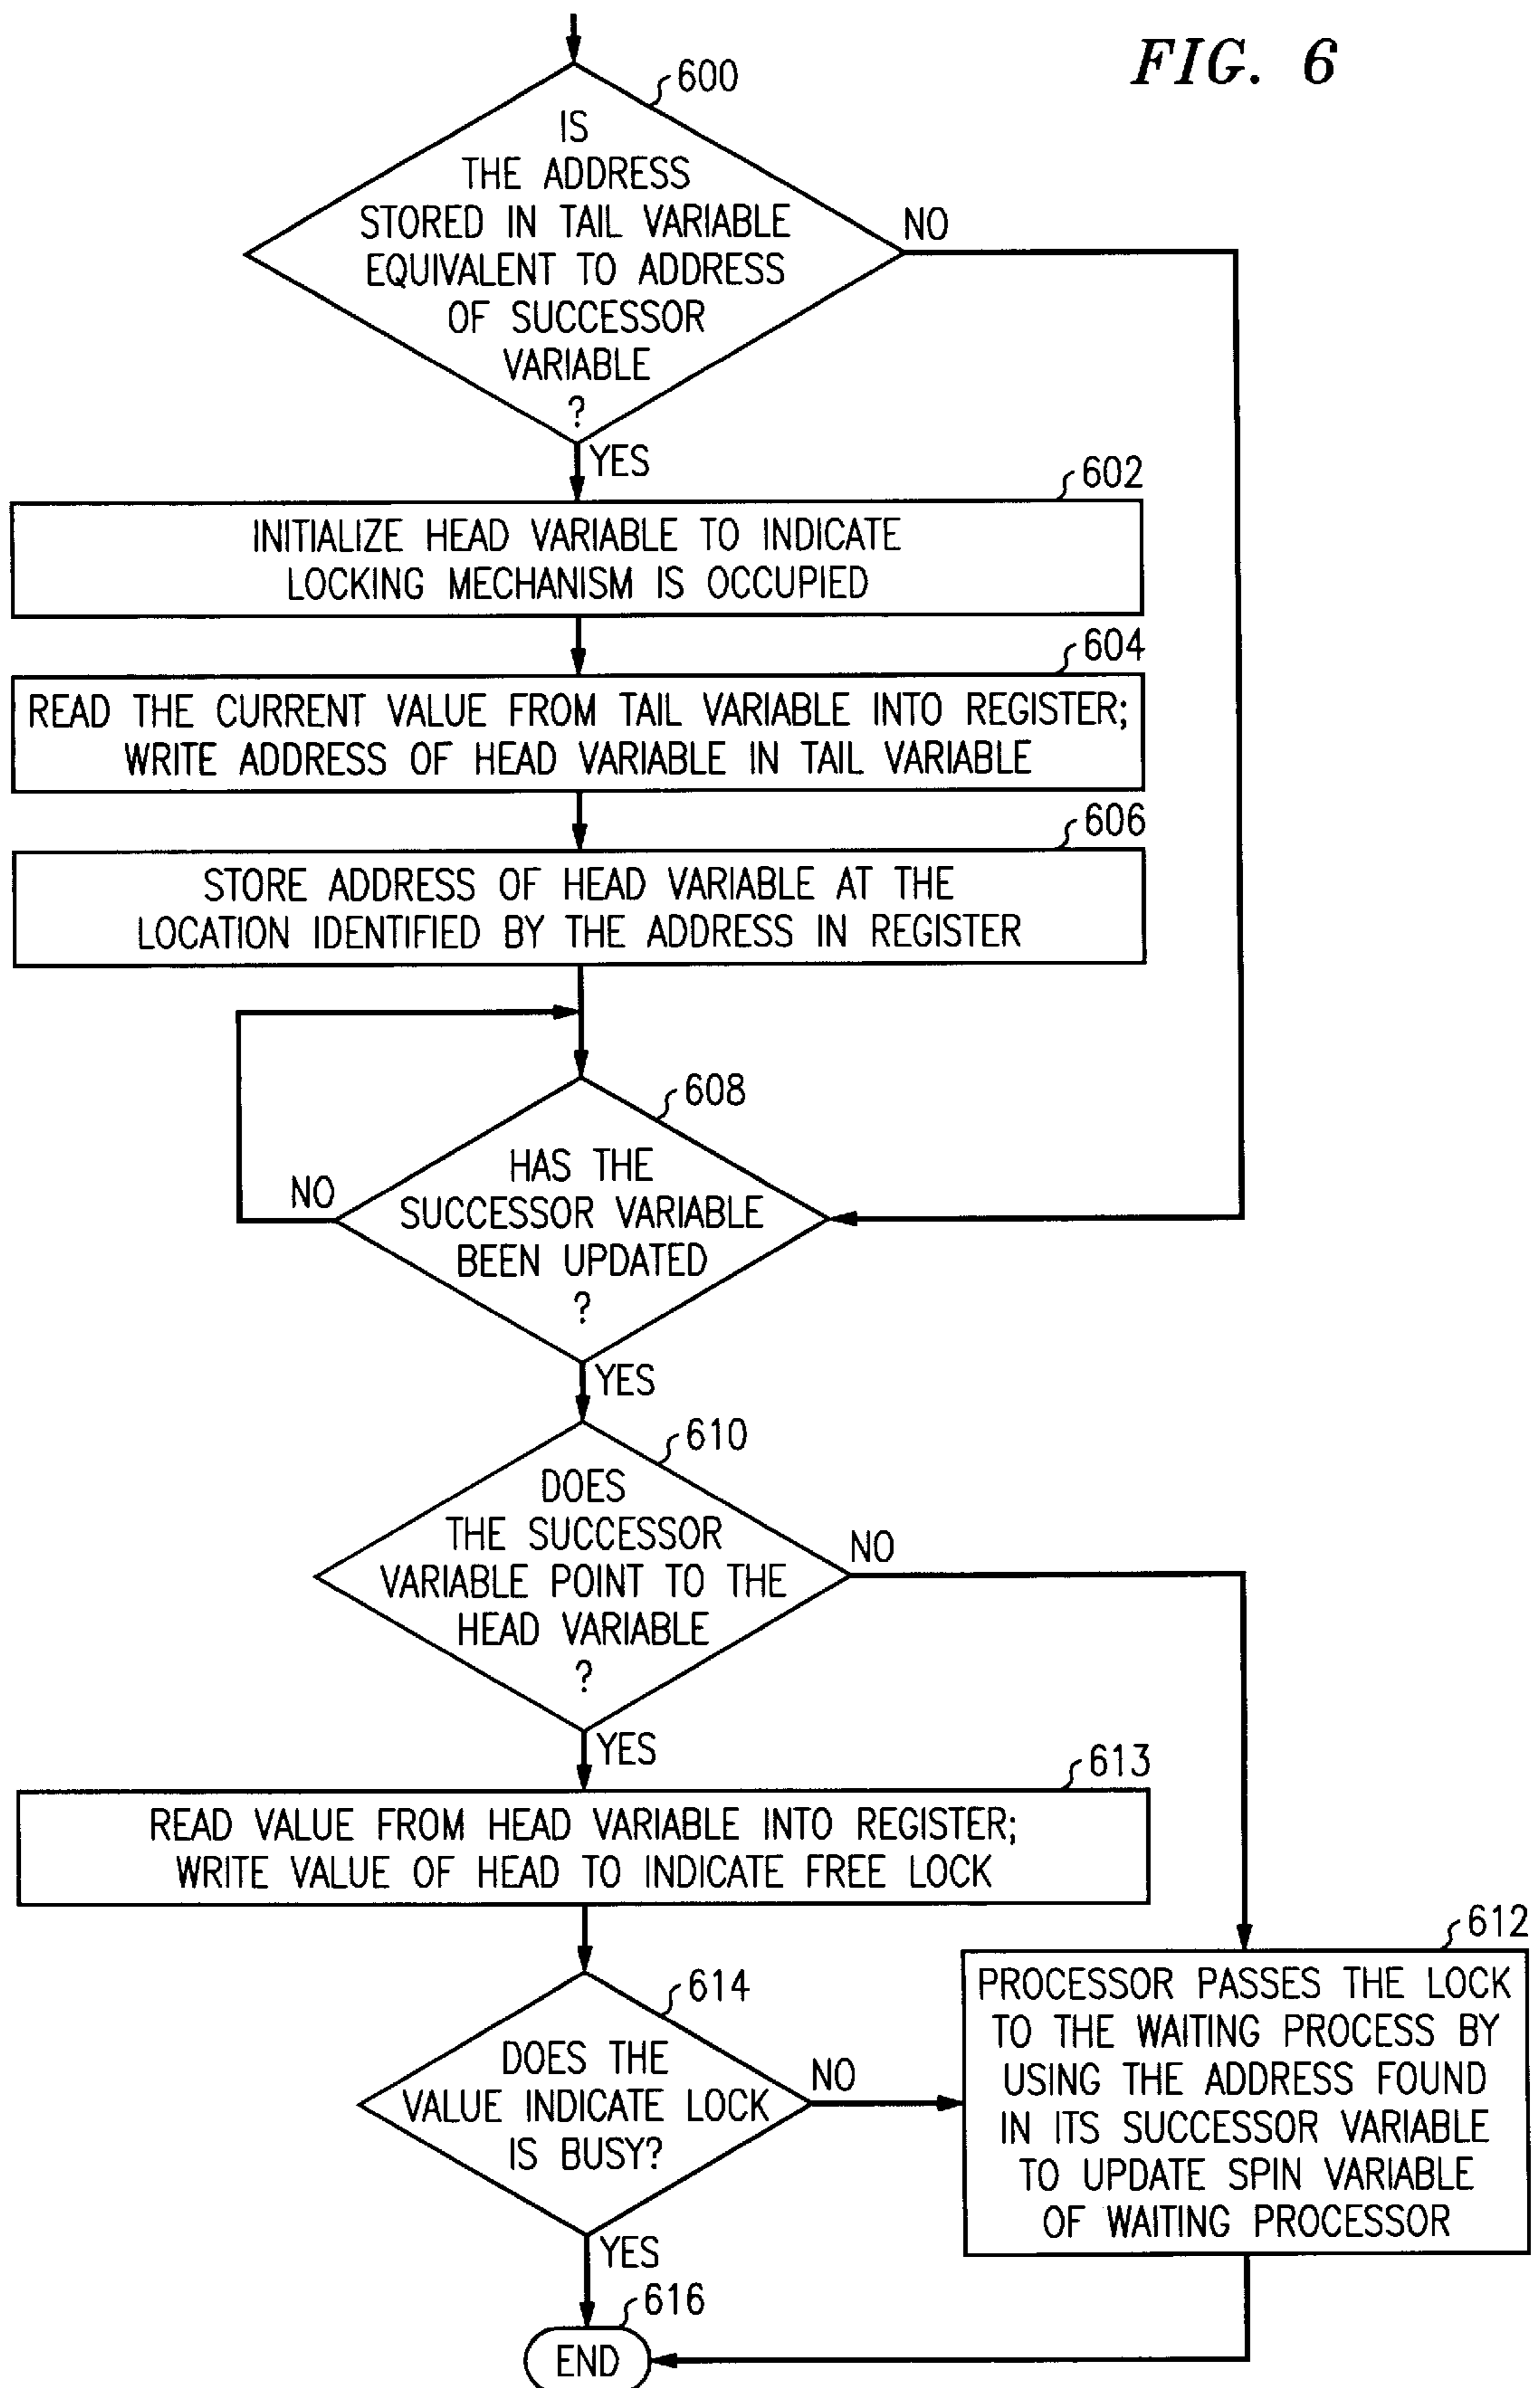 FIG. 6
600
IS
THE ADDRESS
STORED IN TAIL VARIABLE
EQUIVALENT TO ADDRESS
OF SUCCESSOR
VARIABLE
?
NO
YES
602
INITIALIZE HEAD VARIABLE TO INDICATE
LOCKING MECHANISM IS OCCUPIED
604
READ THE CURRENT VALUE FROM TAIL VARIABLE INTO REGISTER;
WRITE ADDRESS OF HEAD VARIABLE IN TAIL VARIABLE
606
STORE ADDRESS OF HEAD VARIABLE AT THE
LOCATION IDENTIFIED BY THE ADDRESS IN REGISTER
608
HAS THE
SUCCESSOR VARIABLE
BEEN UPDATED
?
NO
YES
610
DOES
THE SUCCESSOR
VARIABLE POINT TO THE
HEAD VARIABLE
?
NO
YES
613
READ VALUE FROM HEAD VARIABLE INTO REGISTER;
WRITE VALUE OF HEAD TO INDICATE FREE LOCK
614
DOES THE
VALUE INDICATE LOCK
IS BUSY?
NO
YES
612
PROCESSOR PASSES THE LOCK
TO THE WAITING PROCESS BY
USING THE ADDRESS FOUND
IN ITS SUCCESSOR VARIABLE
TO UPDATE SPIN VARIABLE
OF WAITING PROCESSOR
616
END